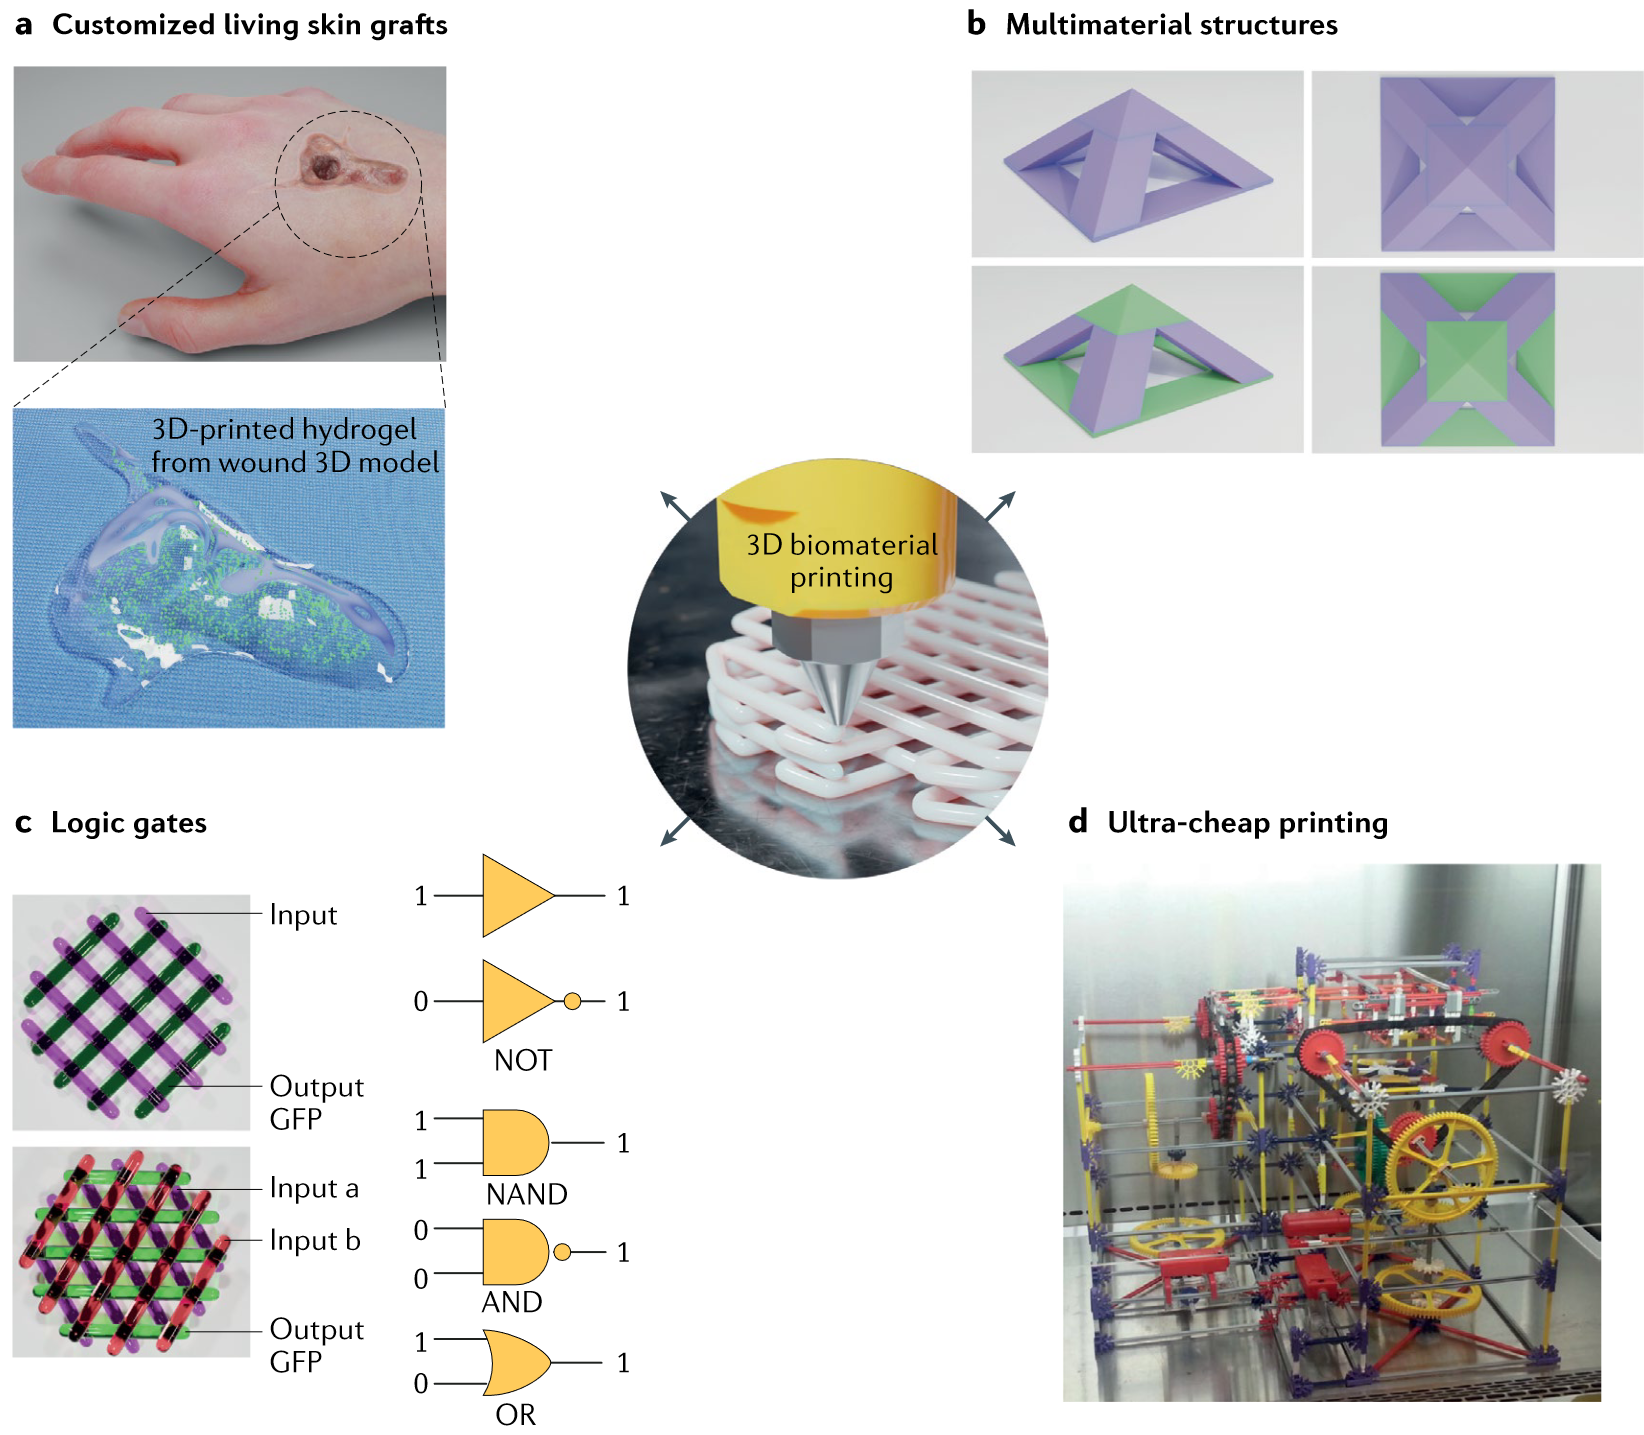 a Customized living skin grafts
3D-printed hydrogel
from wound 3D model
b Multimaterial structures
3D biomaterial
printing
c Logic gates
Input
Output
GFP
Input a
Input b
Output
GFP
1 1
0 1
NOT
1
1
1
NAND
0
1
0
AND
1
1
0
OR
d Ultra-cheap printing